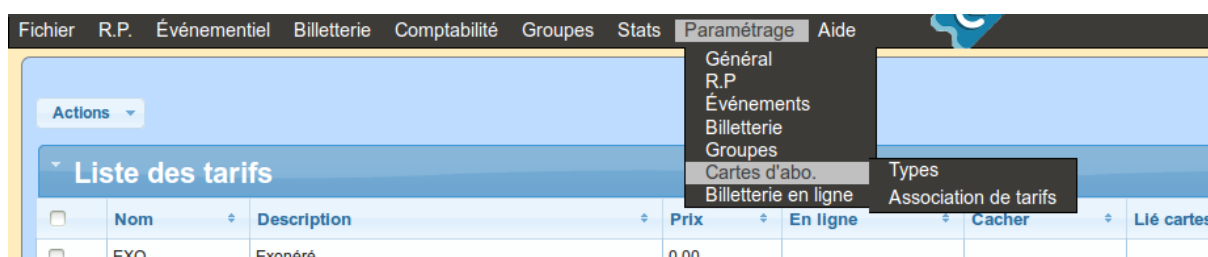 Fichier R.P. Événementiel Billetterie Comptabilité Groupes Stats Paramétrage Aide
Général
R.P
Événements
Billetterie
Groupes
Cartes d'abo.
Billetterie en ligne
Types
Association de tarifs
Actions
Liste des tarifs
Nom Description Prix En ligne Cacher Lié cartes
EXO Exonéré 0.00